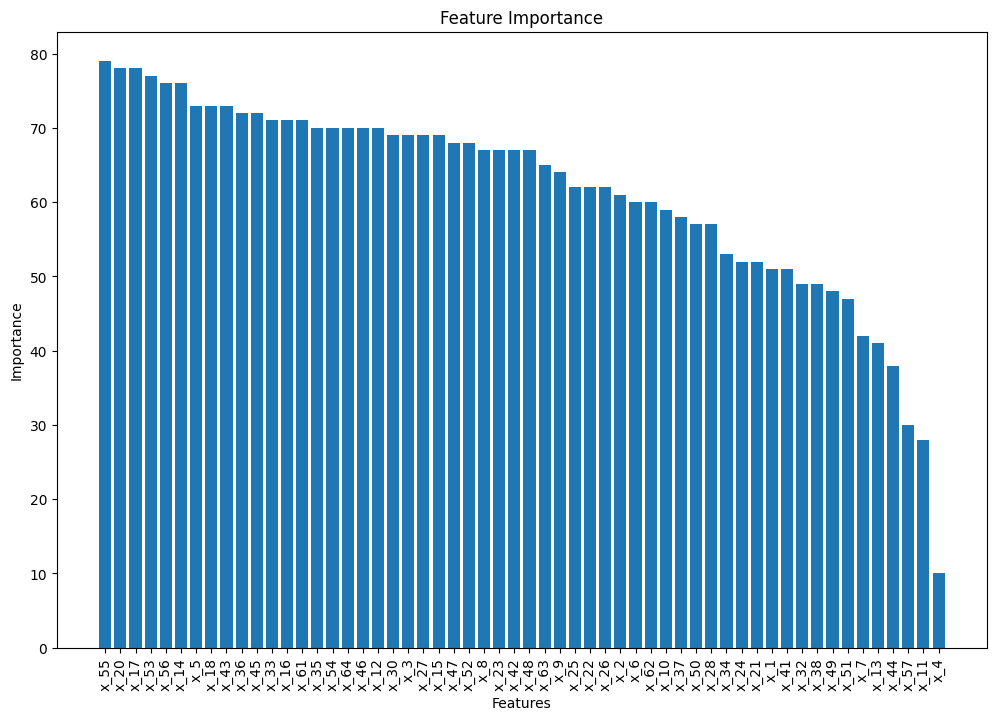 Feature Importance
Importance
80
70
60
50
40
30
20
10
0
x_55
x_20
x_17
x_53
x_56
x_14
x_5
x_18
x_43
x_36
x_45
x_33
x_16
x_61
x_35
x_54
x_64
x_46
x_12
x_30
x_3
x_27
x_15
x_47
x_52
x_8
x_23
x_42
x_48
x_63
x_9
x_25
x_22
x_26
x_2
x_6
x_62
x_10
x_37
x_50
x_28
x_34
x_24
x_21
x_1
x_41
x_32
x_38
x_49
x_51
x_7
x_13
x_44
x_57
x_11
x_4
Features